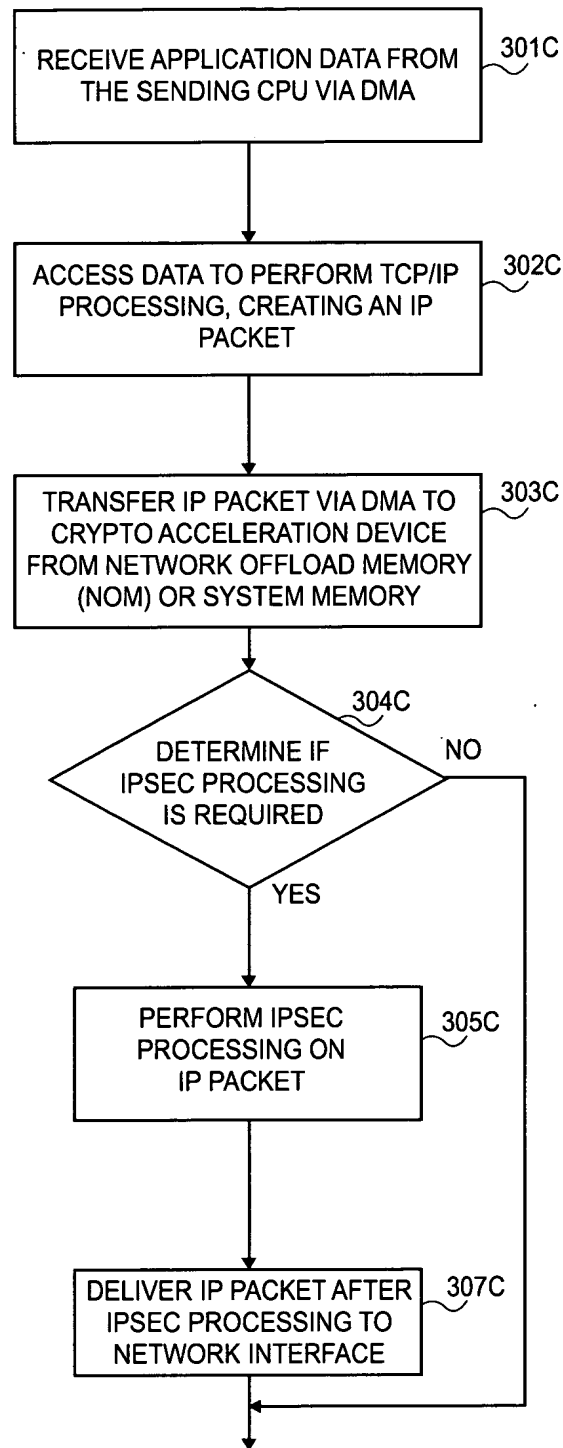 RECEIVE APPLICATION DATA FROM
THE SENDING CPU VIA DMA
301C
ACCESS DATA TO PERFORM TCP/IP
PROCESSING, CREATING AN IP
PACKET
302C
TRANSFER IP PACKET VIA DMA TO
CRYPTO ACCELERATION DEVICE
FROM NETWORK OFFLOAD MEMORY
(NOM) OR SYSTEM MEMORY
303C
304C
DETERMINE IF
IPSEC PROCESSING
IS REQUIRED
NO
YES
PERFORM IPSEC
PROCESSING ON
IP PACKET
305C
DELIVER IP PACKET AFTER
IPSEC PROCESSING TO
NETWORK INTERFACE
307C